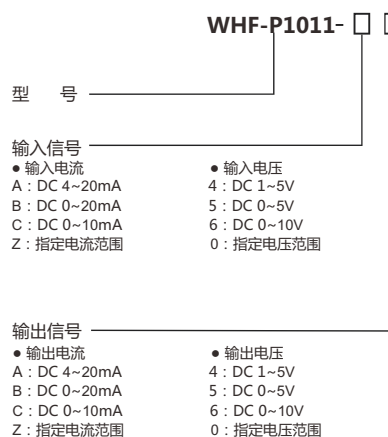 WHF-P1011- □
型 号
输入信号
● 输入电流 ● 输入电压
A：DC 4~20mA 4：DC 1~5V
B：DC 0~20mA 5：DC 0~5V
C：DC 0~10mA 6：DC 0~10V
Z：指定电流范围 0：指定电压范围
输出信号
● 输出电流 ● 输出电压
A：DC 4~20mA 4：DC 1~5V
B：DC 0~20mA 5：DC 0~5V
C：DC 0~10mA 6：DC 0~10V
Z：指定电流范围 0：指定电压范围